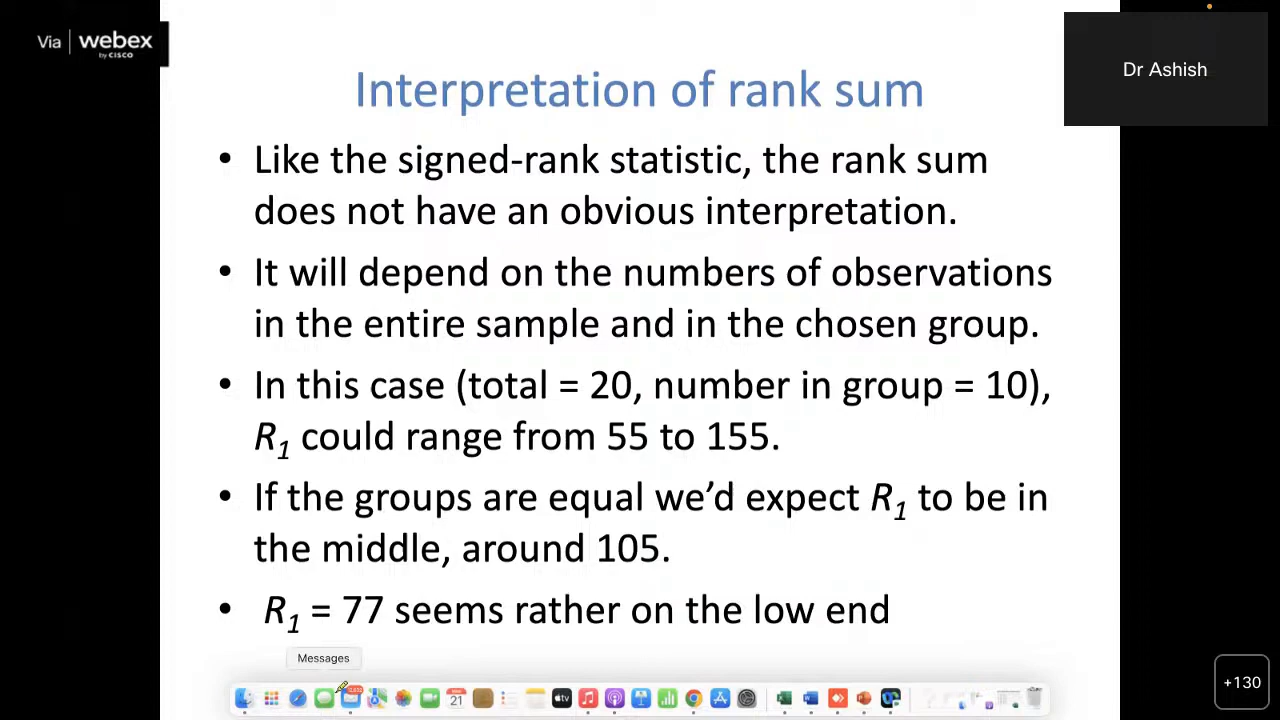 Via webex
by CISCO
Dr Ashish
Interpretation of rank sum
• Like the signed-rank statistic, the rank sum
does not have an obvious interpretation.
• It will depend on the numbers of observations
in the entire sample and in the chosen group.
• In this case (total = 20, number in group = 10),
R1 could range from 55 to 155.
• If the groups are equal we’d expect R1 to be in
the middle, around 105.
• R1 = 77 seems rather on the low end
Messages
21
tv
+130